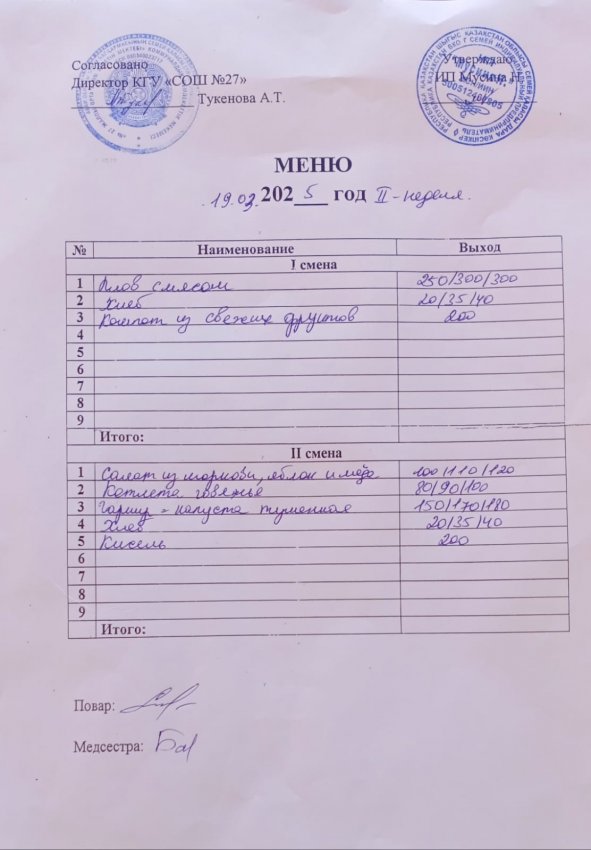 Согласовано
Утверждаю
Директор КГУ «СОШ №27»
ИП Мусина Н.
Тукенова А.Т.
МЕНЮ
19.03.2025 год II - неделя.
№ Наименование Выход
I смена
1 Плов с мясом 250/300/300
2 Хлеб 20/35/40
3 Компот из свежих фруктов 200
4
5
6
7
8
9
Итого:
II смена
1 Салат из моркови, яблок и мёда 100/110/120
2 Котлета говяжье 80/90/100
3 Гарнир - капуста тушенная 150/170/180
4 Хлеб 20/35/40
5 Кисель 200
6
7
8
9
Итого:
Повар:
Медсестра: